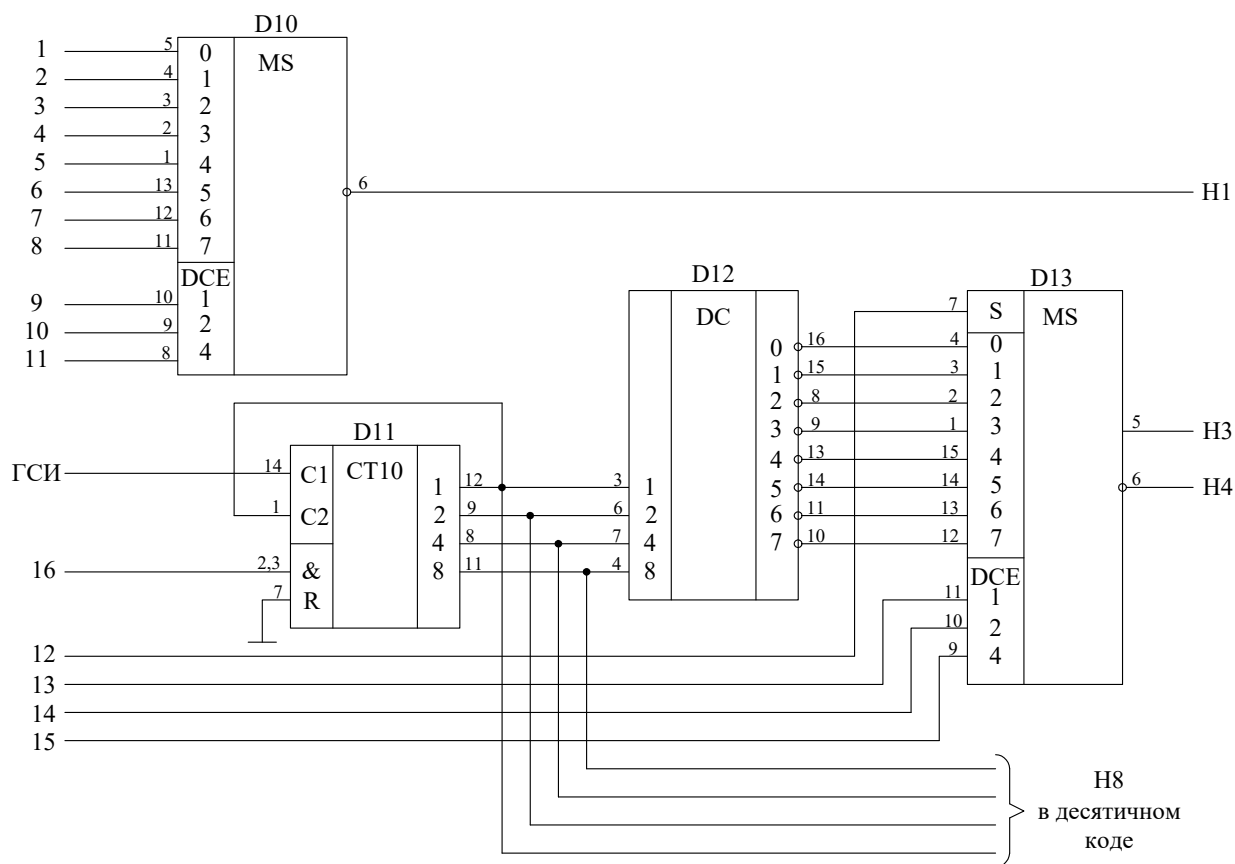 D10
1 5 0 MS
2 4 1
3 3 2
4 2 3
5 1 4
6 13 5 6 Н1
7 12 6
8 11 7
DCE
9 10 1
10 9 2
11 8 4
D12
D13
DC
7 S MS
0 16 4 0
1 15 3 1
2 8 2 2
3 9 1 3 5 Н3
4 13 15 4
5 14 14 5 6 Н4
6 11 13 6
7 10 12 7
DCE
11 1
10 2
9 4
D11
ГСИ 14 C1 CT10
1 C2
1 12 3 1
2 9 6 2
4 8 7 4
8 11 4 8
16 2,3 &
7 R
12
13
14
15
Н8
в десятичном
коде